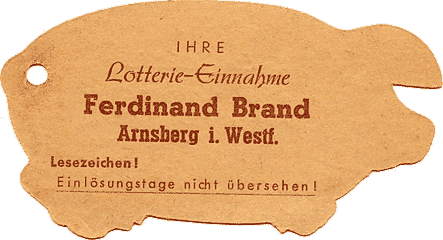 IHRE
Lotterie-Einnahme
Ferdinand Brand
Arnsberg i. Westf.
Lesezeichen!
Einlösungstage nicht übersehen!